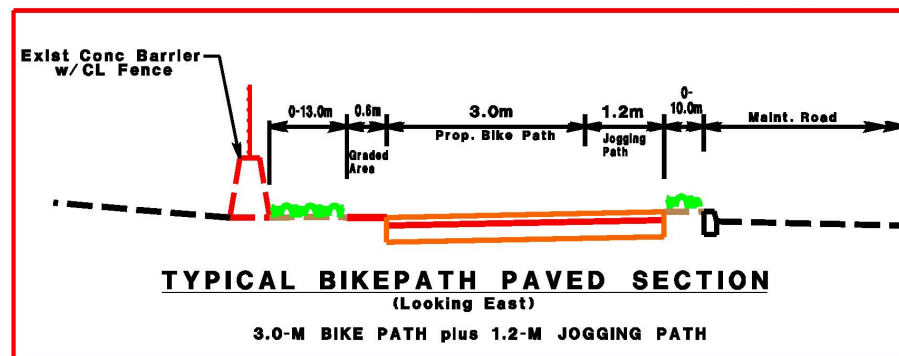 Exist Conc Barrier
w/CL Fence
0-13.0m
0.6m
Graded
Area
3.0m
Prop. Bike Path
1.2m
Jogging
Path
0-
10.0m
Maint. Road
TYPICAL BIKEPATH PAVED SECTION
(Looking East)
3.0-M BIKE PATH plus 1.2-M JOGGING PATH